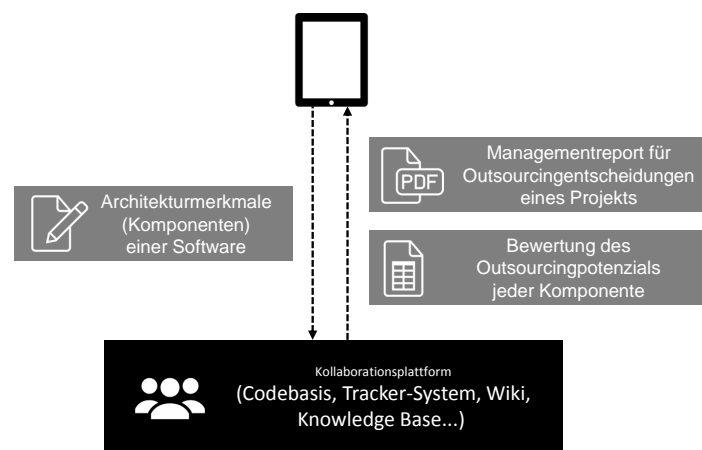 Managementreport für
Outsourcingentscheidungen
eines Projekts
PDF
Architekturmerkmale
(Komponenten)
einer Software
Bewertung des
Outsourcingpotenzials
jeder Komponente
Kollaborationsplattform
(Codebasis, Tracker-System, Wiki,
Knowledge Base...)